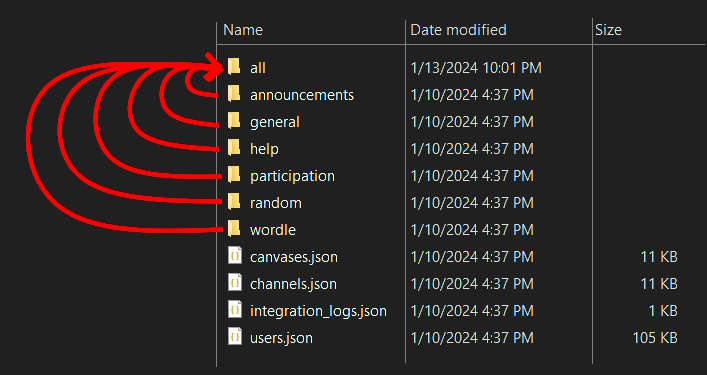 Name Date modified Size
all 1/13/2024 10:01 PM
announcements 1/10/2024 4:37 PM
general 1/10/2024 4:37 PM
help 1/10/2024 4:37 PM
participation 1/10/2024 4:37 PM
random 1/10/2024 4:37 PM
wordle 1/10/2024 4:37 PM
canvases.json 1/10/2024 4:37 PM 11 KB
channels.json 1/10/2024 4:37 PM 11 KB
integration_logs.json 1/10/2024 4:37 PM 1 KB
users.json 1/10/2024 4:37 PM 105 KB